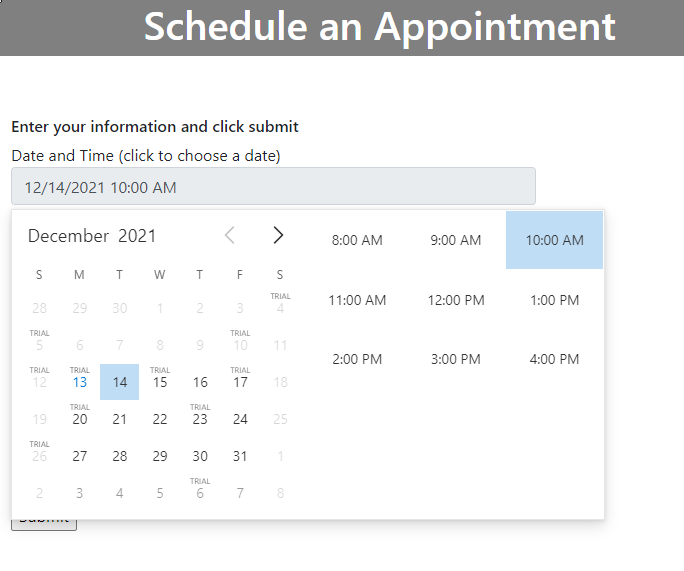 Schedule an Appointment
Enter your information and click submit
Date and Time (click to choose a date)
12/14/2021 10:00 AM
December 2021
S M T W T F S
28 29 30 1 2 3 TRIAL 4
TRIAL 5 6 7 8 9 TRIAL 10 11
TRIAL 12 TRIAL 13 14 TRIAL 15 16 TRIAL 17 18
19 TRIAL 20 21 22 TRIAL 23 24 25
TRIAL 26 27 28 29 30 31 1
2 3 4 5 TRIAL 6 7 8
8:00 AM 9:00 AM 10:00 AM
11:00 AM 12:00 PM 1:00 PM
2:00 PM 3:00 PM 4:00 PM
Submit